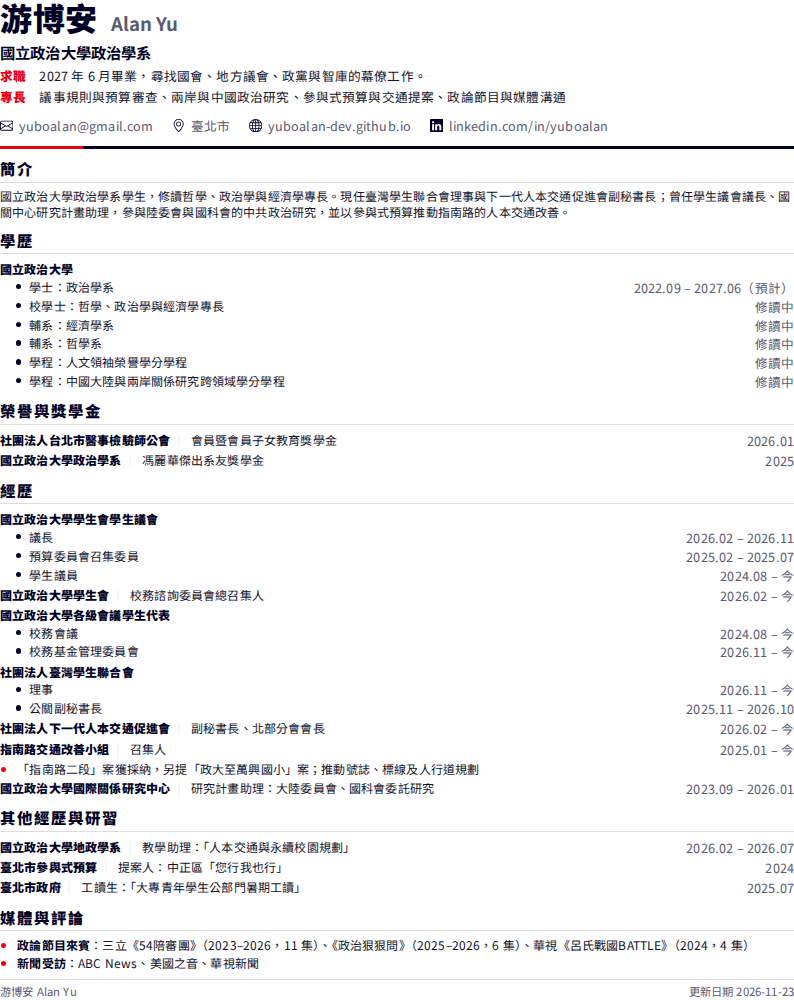 游博安 Alan Yu
國立政治大學政治學系
求職 2027 年 6 月畢業，尋找國會、地方議會、政黨與智庫的幕僚工作。
專長 議事規則與預算審查、兩岸與中國政治研究、參與式預算與交通提案、政論節目與媒體溝通
yuboalan@gmail.com 臺北市 yuboalan-dev.github.io linkedin.com/in/yuboalan
簡介
國立政治大學政治學系學生，修讀哲學、政治學與經濟學專長。現任臺灣學生聯合會理事與下一代人本交通促進會副秘書長；曾任學生議會議長、國
關中心研究計畫助理，參與陸委會與國科會的中共政治研究，並以參與式預算推動指南路的人本交通改善。
學歷
國立政治大學
• 學士：政治學系 2022.09 – 2027.06（預計）
• 校學士：哲學、政治學與經濟學專長 修讀中
• 輔系：經濟學系 修讀中
• 輔系：哲學系 修讀中
• 學程：人文領袖榮譽學分學程 修讀中
• 學程：中國大陸與兩岸關係研究跨領域學分學程 修讀中
榮譽與獎學金
社團法人台北市醫事檢驗師公會 | 會員暨會員子女教育獎學金 2026.01
國立政治大學政治學系 | 馮麗華傑出系友獎學金 2025
經歷
國立政治大學學生會學生議會
• 議長 2026.02 – 2026.11
• 預算委員會召集委員 2025.02 – 2025.07
• 學生議員 2024.08 – 今
國立政治大學學生會 | 校務諮詢委員會總召集人 2026.02 – 今
國立政治大學各級會議學生代表
• 校務會議 2024.08 – 今
• 校務基金管理委員會 2026.11 – 今
社團法人臺灣學生聯合會
• 理事 2026.11 – 今
• 公關副秘書長 2025.11 – 2026.10
社團法人下一代人本交通促進會 | 副秘書長、北部分會會長 2026.02 – 今
指南路交通改善小組 | 召集人 2025.01 – 今
• 「指南路二段」案獲採納，另提「政大至萬興國小」案；推動號誌、標線及人行道規劃
國立政治大學國際關係研究中心 | 研究計畫助理：大陸委員會、國科會委託研究 2023.09 – 2026.01
其他經歷與研習
國立政治大學地政學系 | 教學助理：「人本交通與永續校園規劃」 2026.02 – 2026.07
臺北市參與式預算 | 提案人：中正區「您行我也行」 2024
臺北市政府 | 工讀生：「大專青年學生公部門暑期工讀」 2025.07
媒體與評論
• 政論節目來賓：三立《54陪審團》（2023–2026，11 集）、《政治狠狠問》（2025–2026，6 集）、華視《呂氏戰國BATTLE》（2024，4 集）
• 新聞受訪：ABC News、美國之音、華視新聞
游博安 Alan Yu 更新日期 2026-11-23